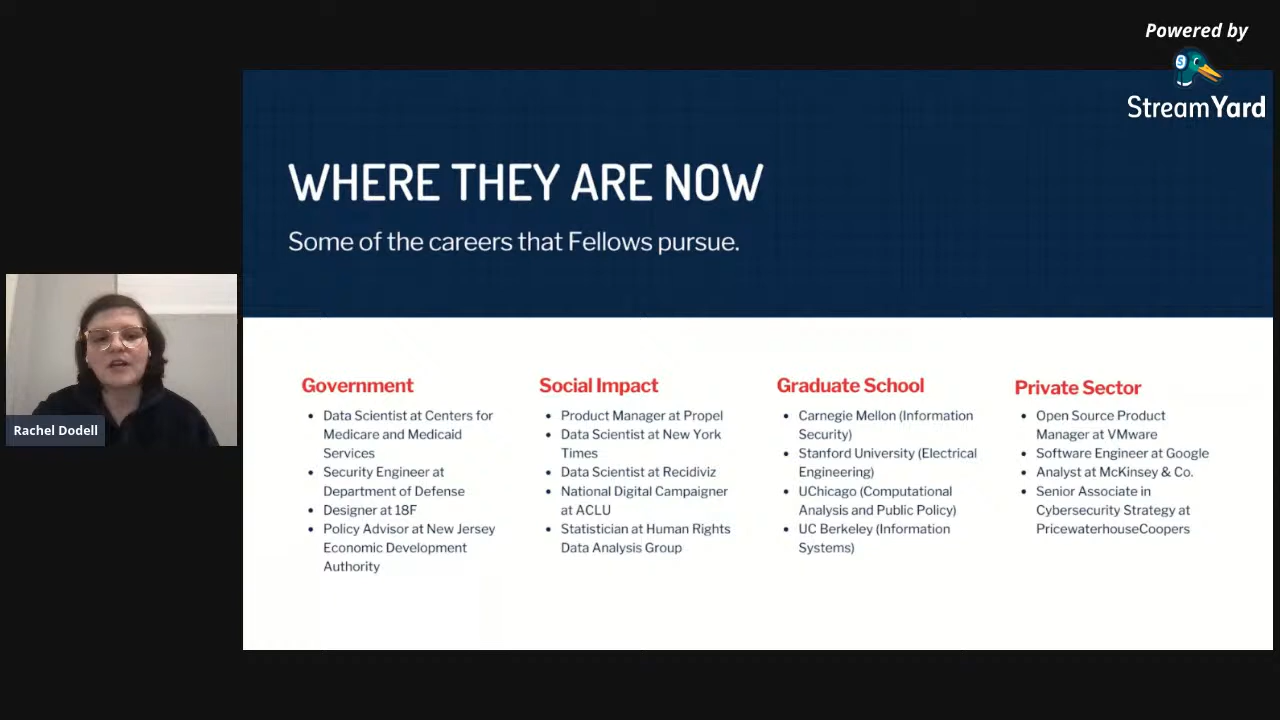 Powered by
StreamYard
WHERE THEY ARE NOW
Some of the careers that Fellows pursue.
Rachel Dodell
Government
• Data Scientist at Centers for
Medicare and Medicaid
Services
• Security Engineer at
Department of Defense
• Designer at 18F
• Policy Advisor at New Jersey
Economic Development
Authority
Social Impact
• Product Manager at Propel
• Data Scientist at New York
Times
• Data Scientist at Recidiviz
• National Digital Campaigner
at ACLU
• Statistician at Human Rights
Data Analysis Group
Graduate School
• Carnegie Mellon (Information
Security)
• Stanford University (Electrical
Engineering)
• UChicago (Computational
Analysis and Public Policy)
• UC Berkeley (Information
Systems)
Private Sector
• Open Source Product
Manager at VMware
• Software Engineer at Google
• Analyst at McKinsey & Co.
• Senior Associate in
Cybersecurity Strategy at
PricewaterhouseCoopers